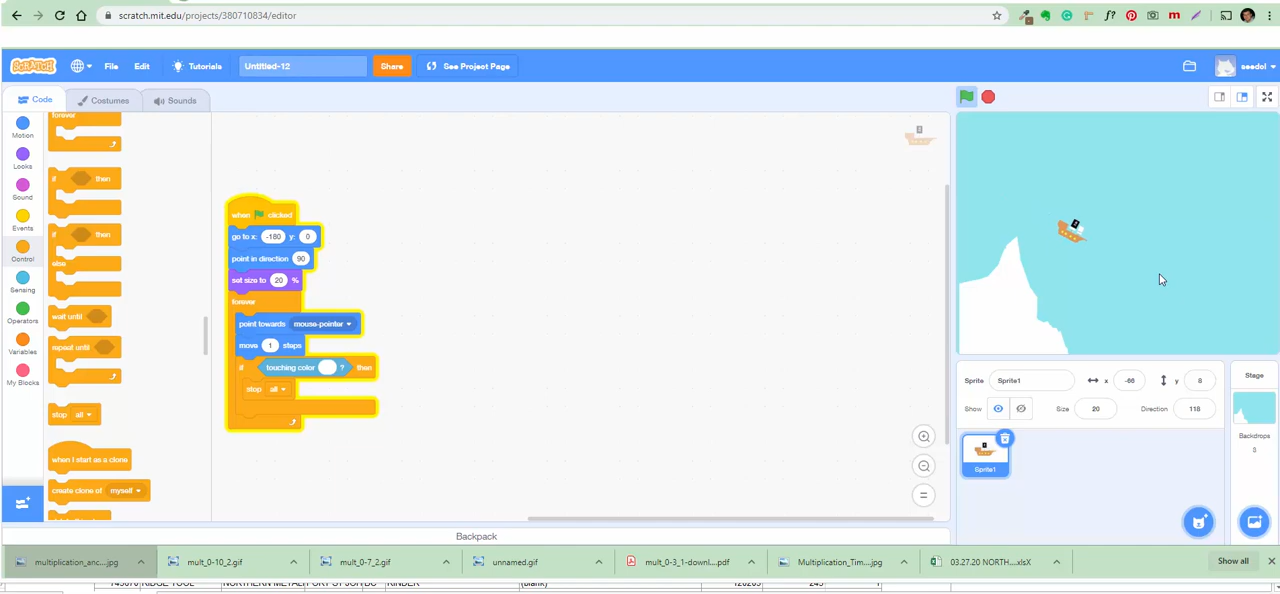 scratch.mit.edu/projects/380710834/editor
SCRATCH File Edit Tutorials Untitled-12 Share See Project Page seedol
Code Costumes Sounds
Motion
Looks
Sound
Events
Control
Sensing
Operators
Variables
My Blocks
forever
if then
if then
else
wait until
repeat until
stop all
when I start as a clone
create clone of myself
when clicked
go to x: -180 y: 0
point in direction 90
set size to 20 %
forever
point towards mouse-pointer
move 1 steps
if touching color ? then
stop all
Sprite Sprite1 x -66 y 8
Show Size 20 Direction 118
Sprite1
Stage
Backdrops
Backpack
multiplication_anc....jpg mult_0-10_2.gif mult_0-7_2.gif unnamed.gif mult_0-3_1-downl....pdf Multiplication_Tim....jpg 03.27.20 NORTH....xlsX Show all
RIDGE TOOL NORTHERN METAL KINDER (blank)